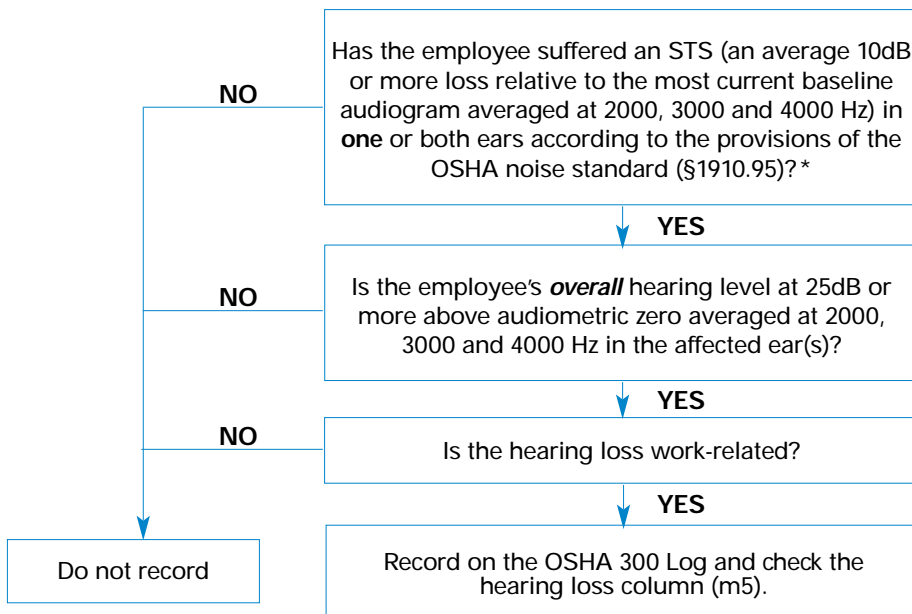 Has the employee suffered an STS (an average 10dB
or more loss relative to the most current baseline
audiogram averaged at 2000, 3000 and 4000 Hz) in
one or both ears according to the provisions of the
OSHA noise standard (§1910.95)?*
NO
YES
Is the employee's overall hearing level at 25dB or
more above audiometric zero averaged at 2000,
3000 and 4000 Hz in the affected ear(s)?
NO
YES
Is the hearing loss work-related?
NO
YES
Do not record
Record on the OSHA 300 Log and check the
hearing loss column (m5).